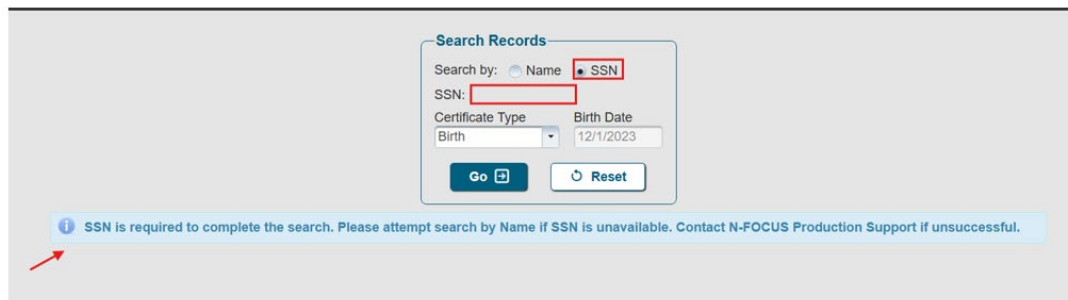 Search Records
Search by: Name SSN
SSN:
Certificate Type Birth Date
Birth 12/1/2023
Go Reset
SSN is required to complete the search. Please attempt search by Name if SSN is unavailable. Contact N-FOCUS Production Support if unsuccessful.